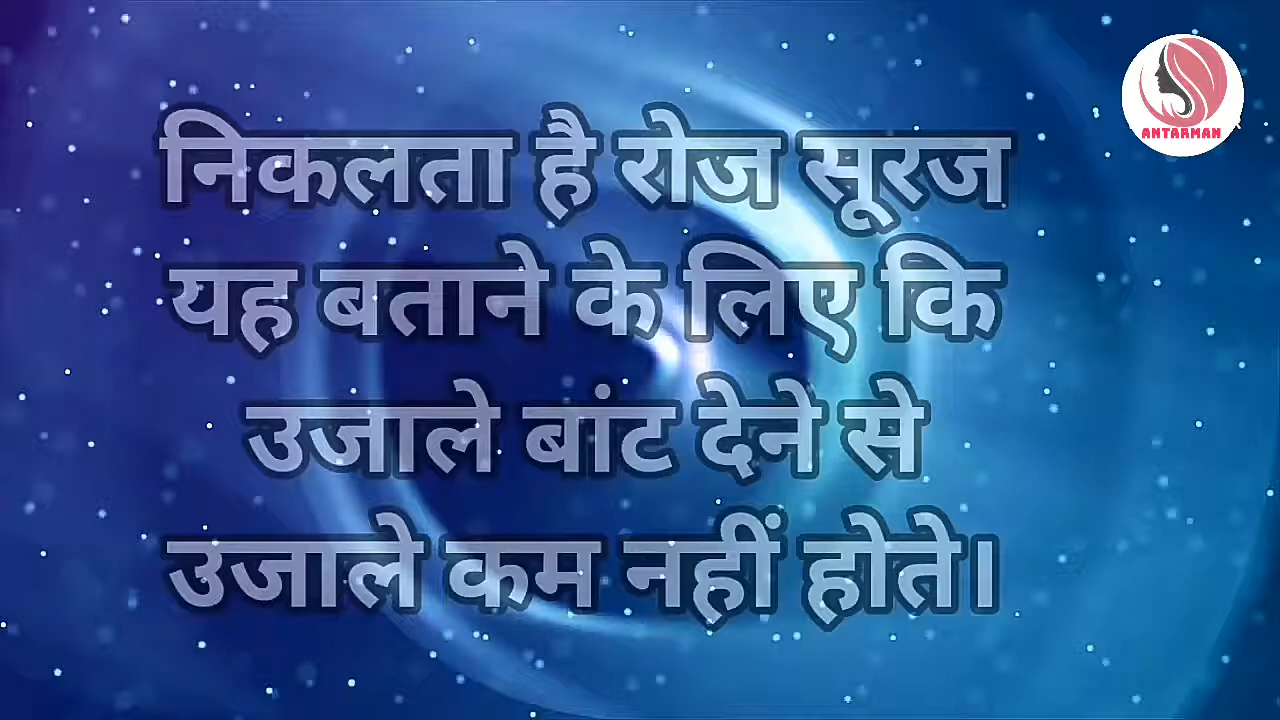 निकलता है रोज सूरज
यह बताने के लिए कि
उजाले बांट देने से
उजाले कम नहीं होते।
ANTARMAN